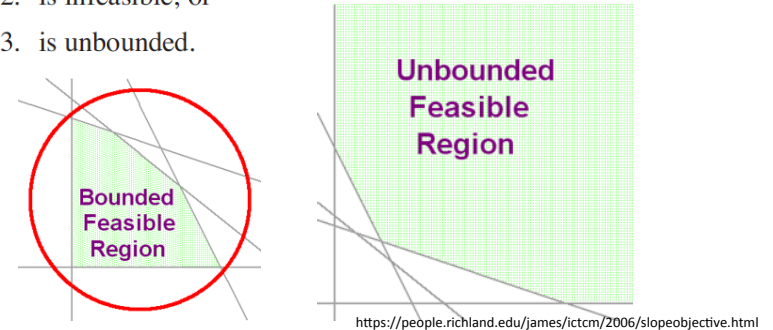 2. is infeasible, or
3. is unbounded.
Unbounded
Feasible
Region
Bounded
Feasible
Region
https://people.richland.edu/james/ictcm/2006/slopeobjective.html